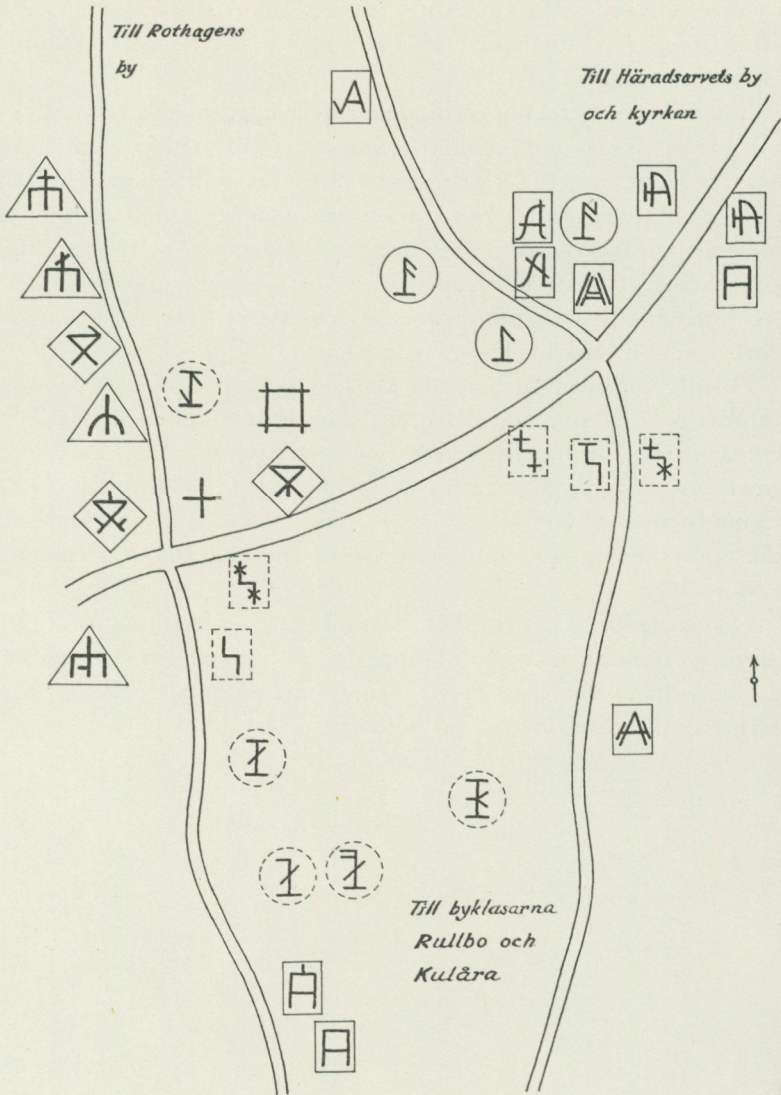 Till Rothagens
by
Till Häradsarvets by
och kyrkan
Till byklasarna
Rullbo och
Kulåra